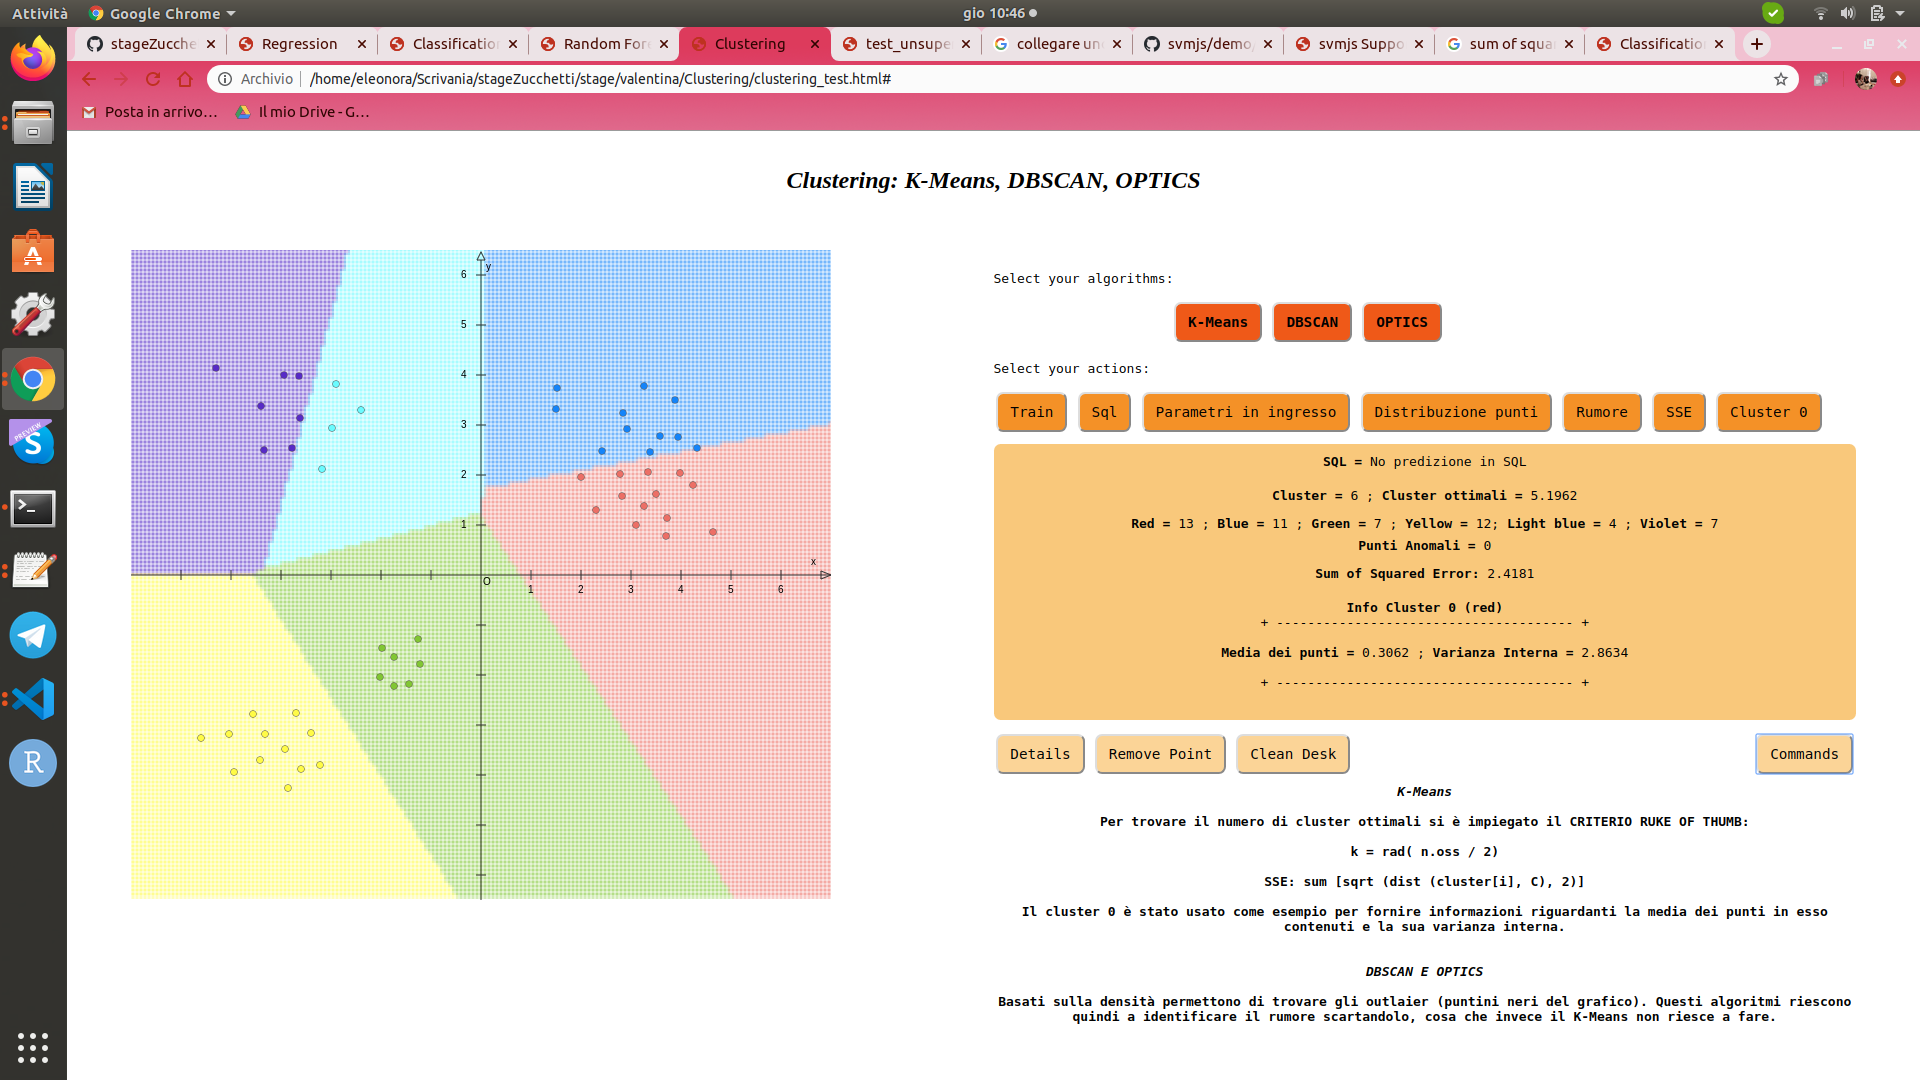 Attività
Google Chrome
gio 10:46
stageZucche
Regression
Classificatio
Random For
Clustering
test_unsupe
collegare un
svmjs/demo
svmjs Suppo
sum of squa
Classificatio
Archivio
/home/eleonora/Scrivania/stageZucchetti/stage/valentina/Clustering/clustering_test.html#
Posta in arrivo…
Il mio Drive - G…
Clustering: K-Means, DBSCAN, OPTICS
y
6
5
4
3
2
1
x
O
1 2 3 4 5 6
Select your algorithms:
K-Means DBSCAN OPTICS
Select your actions:
Train Sql Parametri in ingresso Distribuzione punti Rumore SSE Cluster 0
SQL = No predizione in SQL
Cluster = 6 ; Cluster ottimali = 5.1962
Red = 13 ; Blue = 11 ; Green = 7 ; Yellow = 12; Light blue = 4 ; Violet = 7
Punti Anomali = 0
Sum of Squared Error: 2.4181
Info Cluster 0 (red)
+ -------------------------------------- +
Media dei punti = 0.3062 ; Varianza Interna = 2.8634
+ -------------------------------------- +
Details Remove Point Clean Desk Commands
K-Means
Per trovare il numero di cluster ottimali si è impiegato il CRITERIO RUKE OF THUMB:
k = rad( n.oss / 2)
SSE: sum [sqrt (dist (cluster[i], C), 2)]
Il cluster 0 è stato usato come esempio per fornire informazioni riguardanti la media dei punti in esso
contenuti e la sua varianza interna.
DBSCAN E OPTICS
Basati sulla densità permettono di trovare gli outlaier (puntini neri del grafico). Questi algoritmi riescono
quindi a identificare il rumore scartandolo, cosa che invece il K-Means non riesce a fare.
PREVIEW
S
R